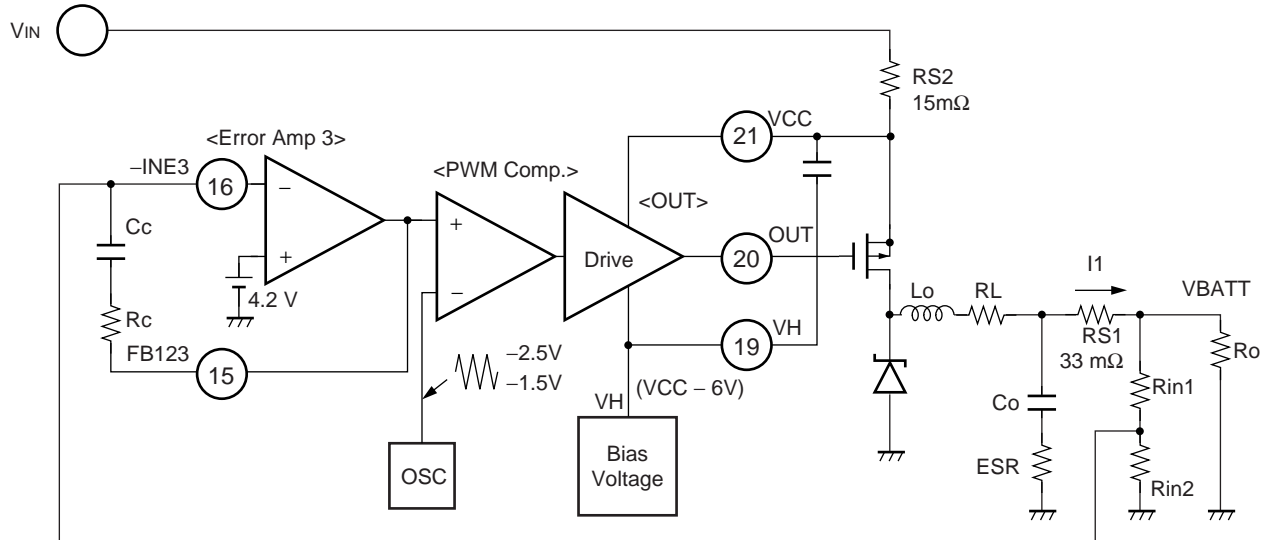 VIN
RS2
15mΩ
<Error Amp 3>
21
VCC
–INE3
16
<PWM Comp.>
<OUT>
Cc
–
+
–
+
4.2 V
Drive
20
OUT
I1
VBATT
Lo
RL
RS1
33 mΩ
Ro
Rc
FB123
15
–2.5V
–1.5V
19
VH
(VCC – 6V)
VH
Rin1
Co
OSC
Bias
Voltage
ESR
Rin2